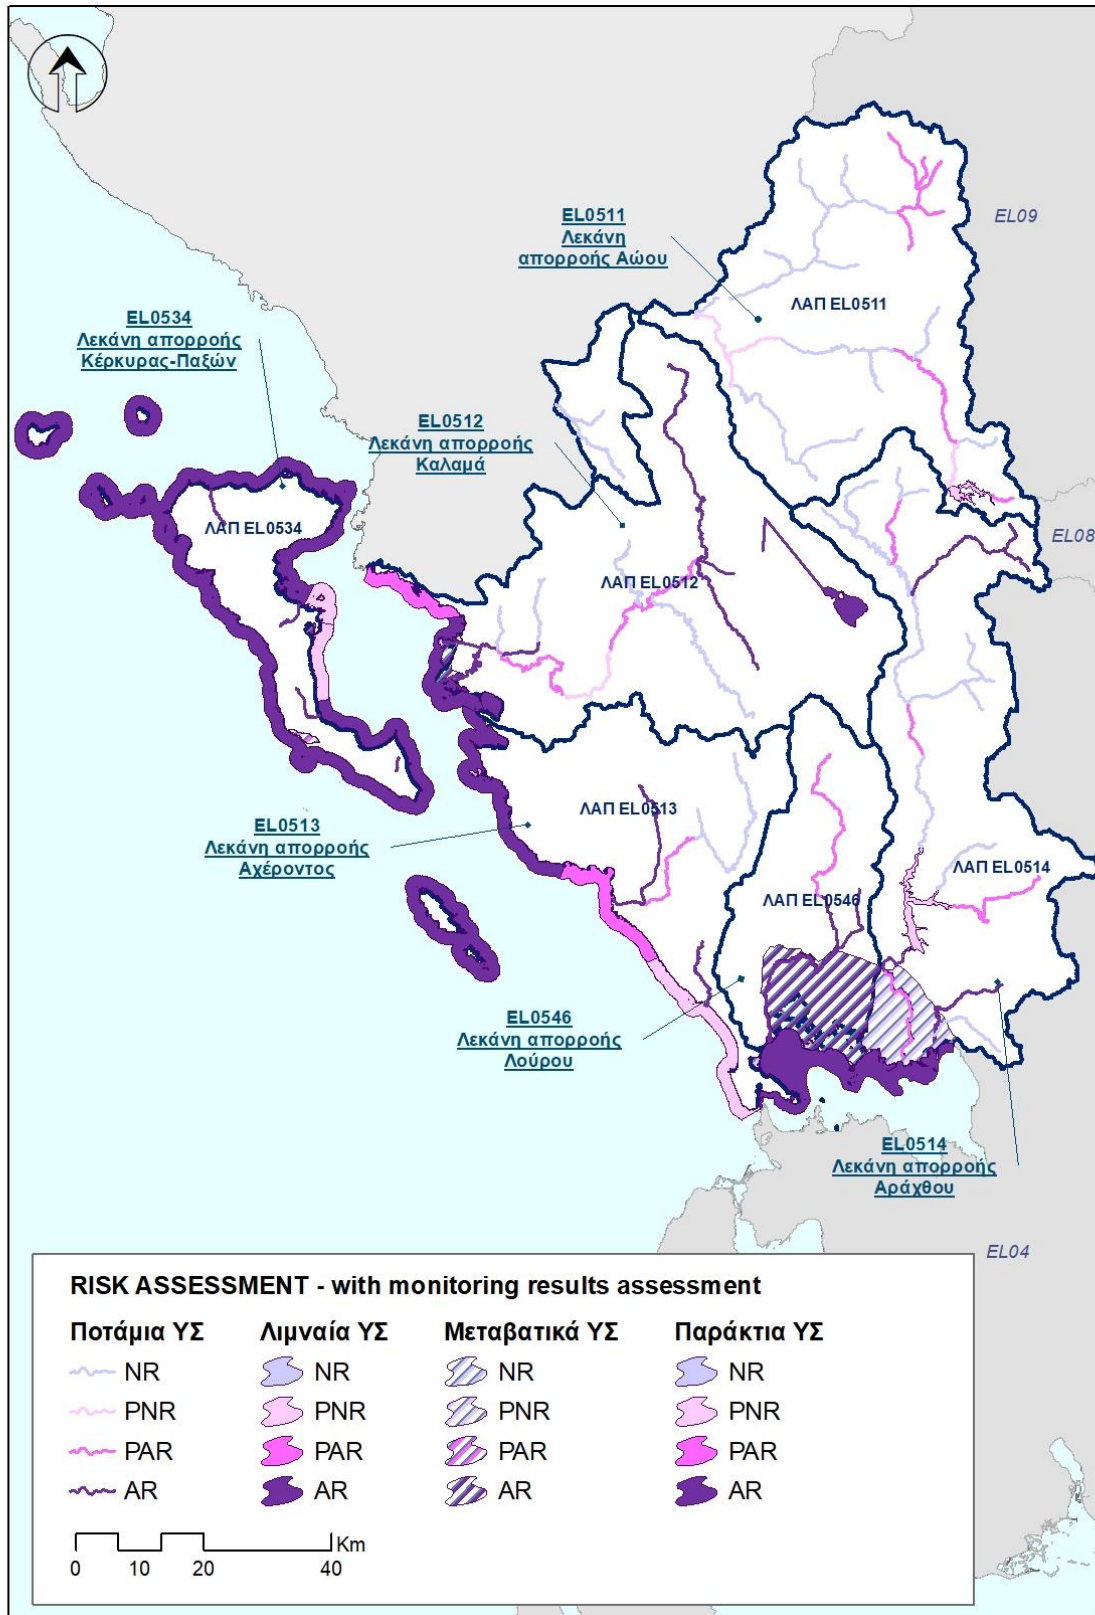 EL09
EL0511
Λεκάνη
απορροής Αώου
ΛΑΠ EL0511
EL0534
Λεκάνη απορροής
Κέρκυρας-Παξών
EL0512
Λεκάνη απορροής
Καλαμά
ΛΑΠ EL0534
EL08
ΛΑΠ EL0512
ΛΑΠ EL0513
EL0513
Λεκάνη απορροής
Αχέροντος
ΛΑΠ EL0514
ΛΑΠ EL0546
EL0546
Λεκάνη απορροής
Λούρου
EL0514
Λεκάνη απορροής
Αράχθου
EL04
RISK ASSESSMENT - with monitoring results assessment
Ποτάμια ΥΣ Λιμναία ΥΣ Μεταβατικά ΥΣ Παράκτια ΥΣ
NR NR NR NR
PNR PNR PNR PNR
PAR PAR PAR PAR
AR AR AR AR
Km
0 10 20 40